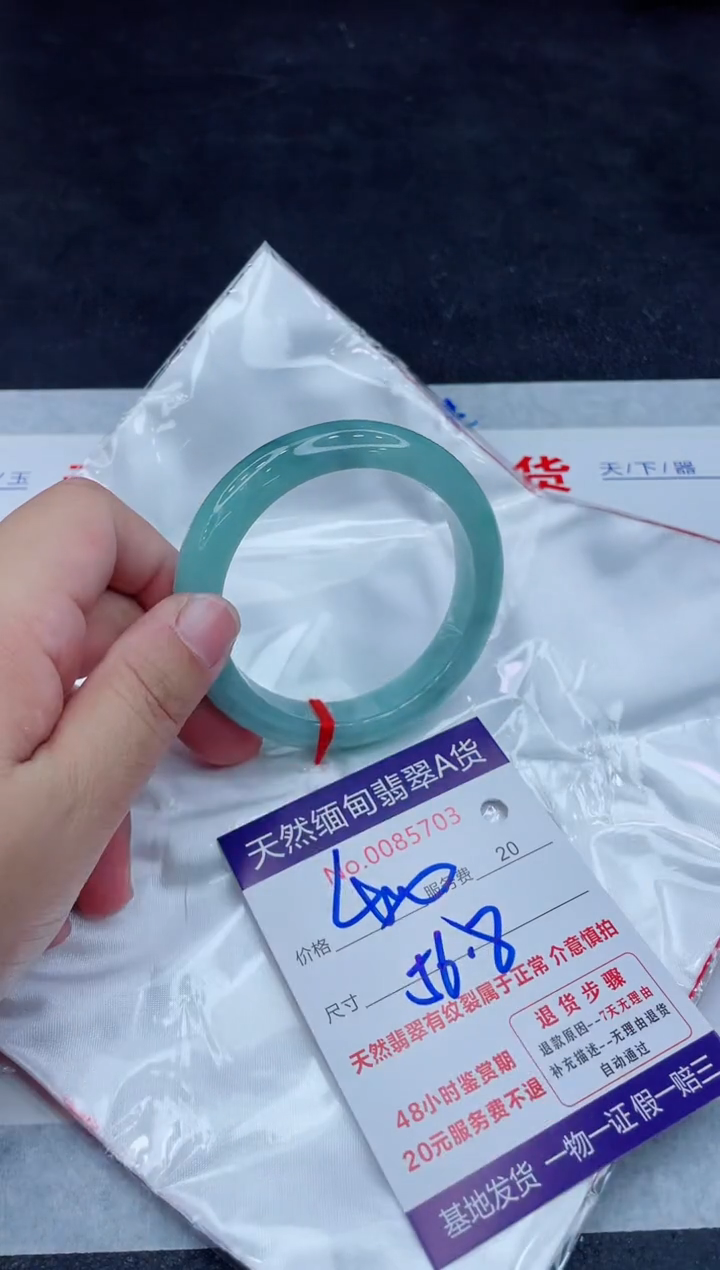 玉
货
天/下/器
天然缅甸翡翠A货
No.0085703
服务费 20
价格 400
尺寸 56.8
天然翡翠有纹裂属于正常 介意慎拍
退货步骤
退款原因--7天无理由
补充描述--无理由退货
自动通过
48小时鉴赏期
20元服务费不退
基地发货 一物一证 假一赔三